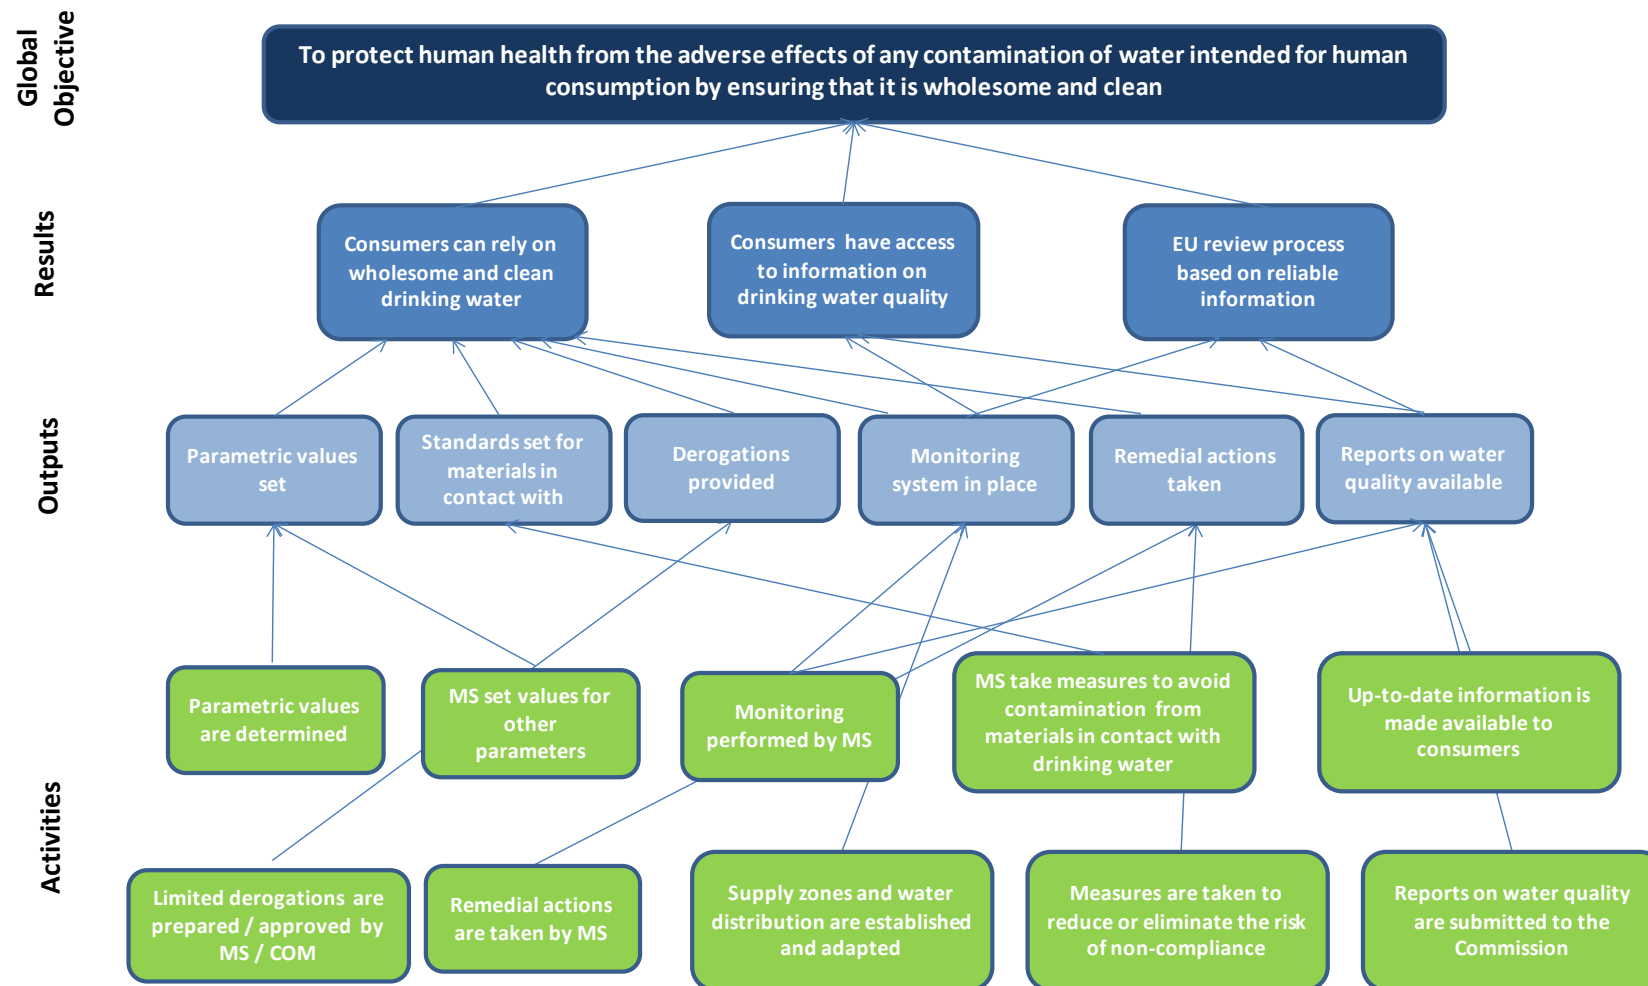 Global
Objective
To protect human health from the adverse effects of any contamination of water intended for human
consumption by ensuring that it is wholesome and clean
Results
Consumers can rely on
wholesome and clean
drinking water
Consumers have access
to information on
drinking water quality
EU review process
based on reliable
information
Outputs
Parametric values
set
Standards set for
materials in
contact with
Derogations
provided
Monitoring
system in place
Remedial actions
taken
Reports on water
quality available
Activities
Parametric values
are determined
MS set values for
other
parameters
Monitoring
performed by MS
MS take measures to avoid
contamination from
materials in contact with
drinking water
Up-to-date information is
made available to
consumers
Limited derogations are
prepared / approved by
MS / COM
Remedial actions
are taken by MS
Supply zones and water
distribution are established
and adapted
Measures are taken to
reduce or eliminate the risk
of non-compliance
Reports on water quality
are submitted to the
Commission